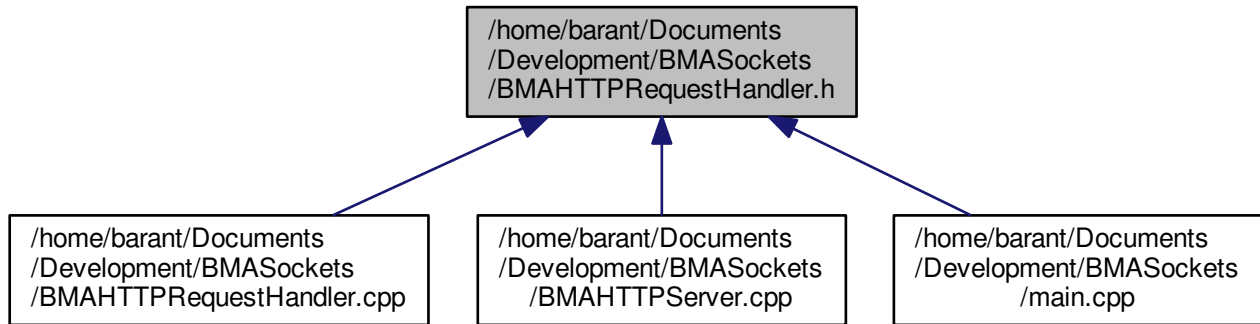 /home/barant/Documents
/Development/BMASockets
/BMAHTTPRequestHandler.h
/home/barant/Documents
/Development/BMASockets
/BMAHTTPRequestHandler.cpp
/home/barant/Documents
/Development/BMASockets
/BMAHTTPServer.cpp
/home/barant/Documents
/Development/BMASockets
/main.cpp